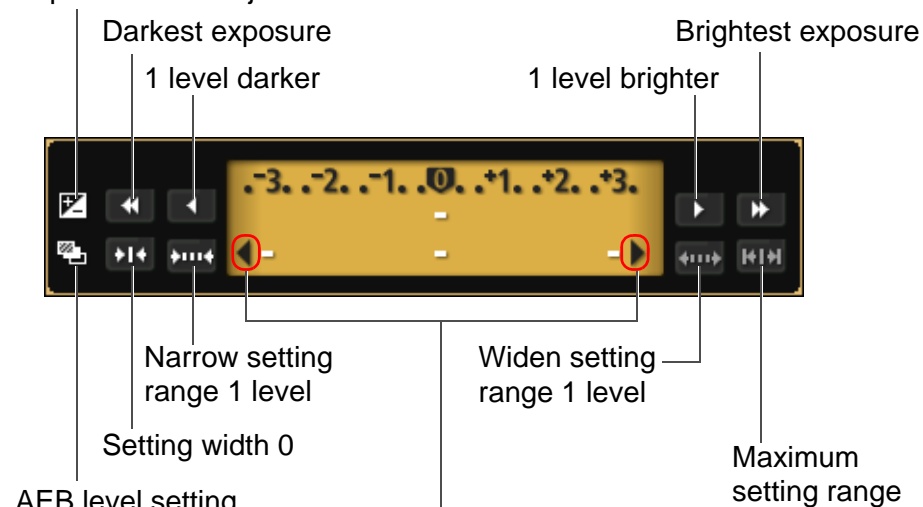 Darkest exposure
Brightest exposure
1 level darker
1 level brighter
.-3. .-2. .-1. .0. .+1. .+2. .+3.
Narrow setting
range 1 level
Widen setting
range 1 level
Setting width 0
Maximum
setting range
AEB level setting